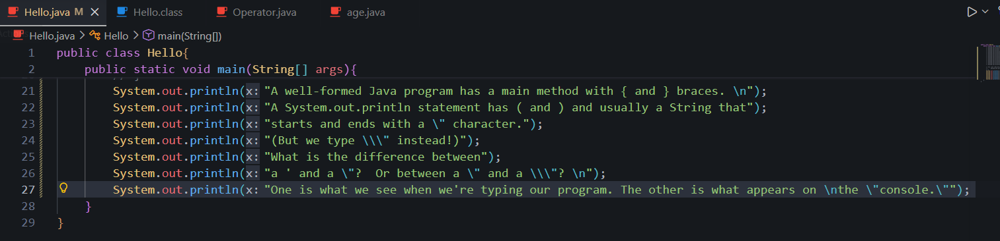 Hello.java M
Hello.class
Operator.java
age.java
Hello.java > Hello > main(String[])
1 public class Hello{
2 public static void main(String[] args){
21 System.out.println(x: "A well-formed Java program has a main method with { and } braces. \n");
22 System.out.println(x: "A System.out.println statement has ( and ) and usually a String that");
23 System.out.println(x: "starts and ends with a \" character.");
24 System.out.println(x: "(But we type \\\" instead!)");
25 System.out.println(x: "What is the difference between");
26 System.out.println(x: "a ' and a \"?  Or between a \" and a \\\"? \n");
27 System.out.println(x: "One is what we see when we're typing our program. The other is what appears on \nthe \"console.\"");
28 }
29 }